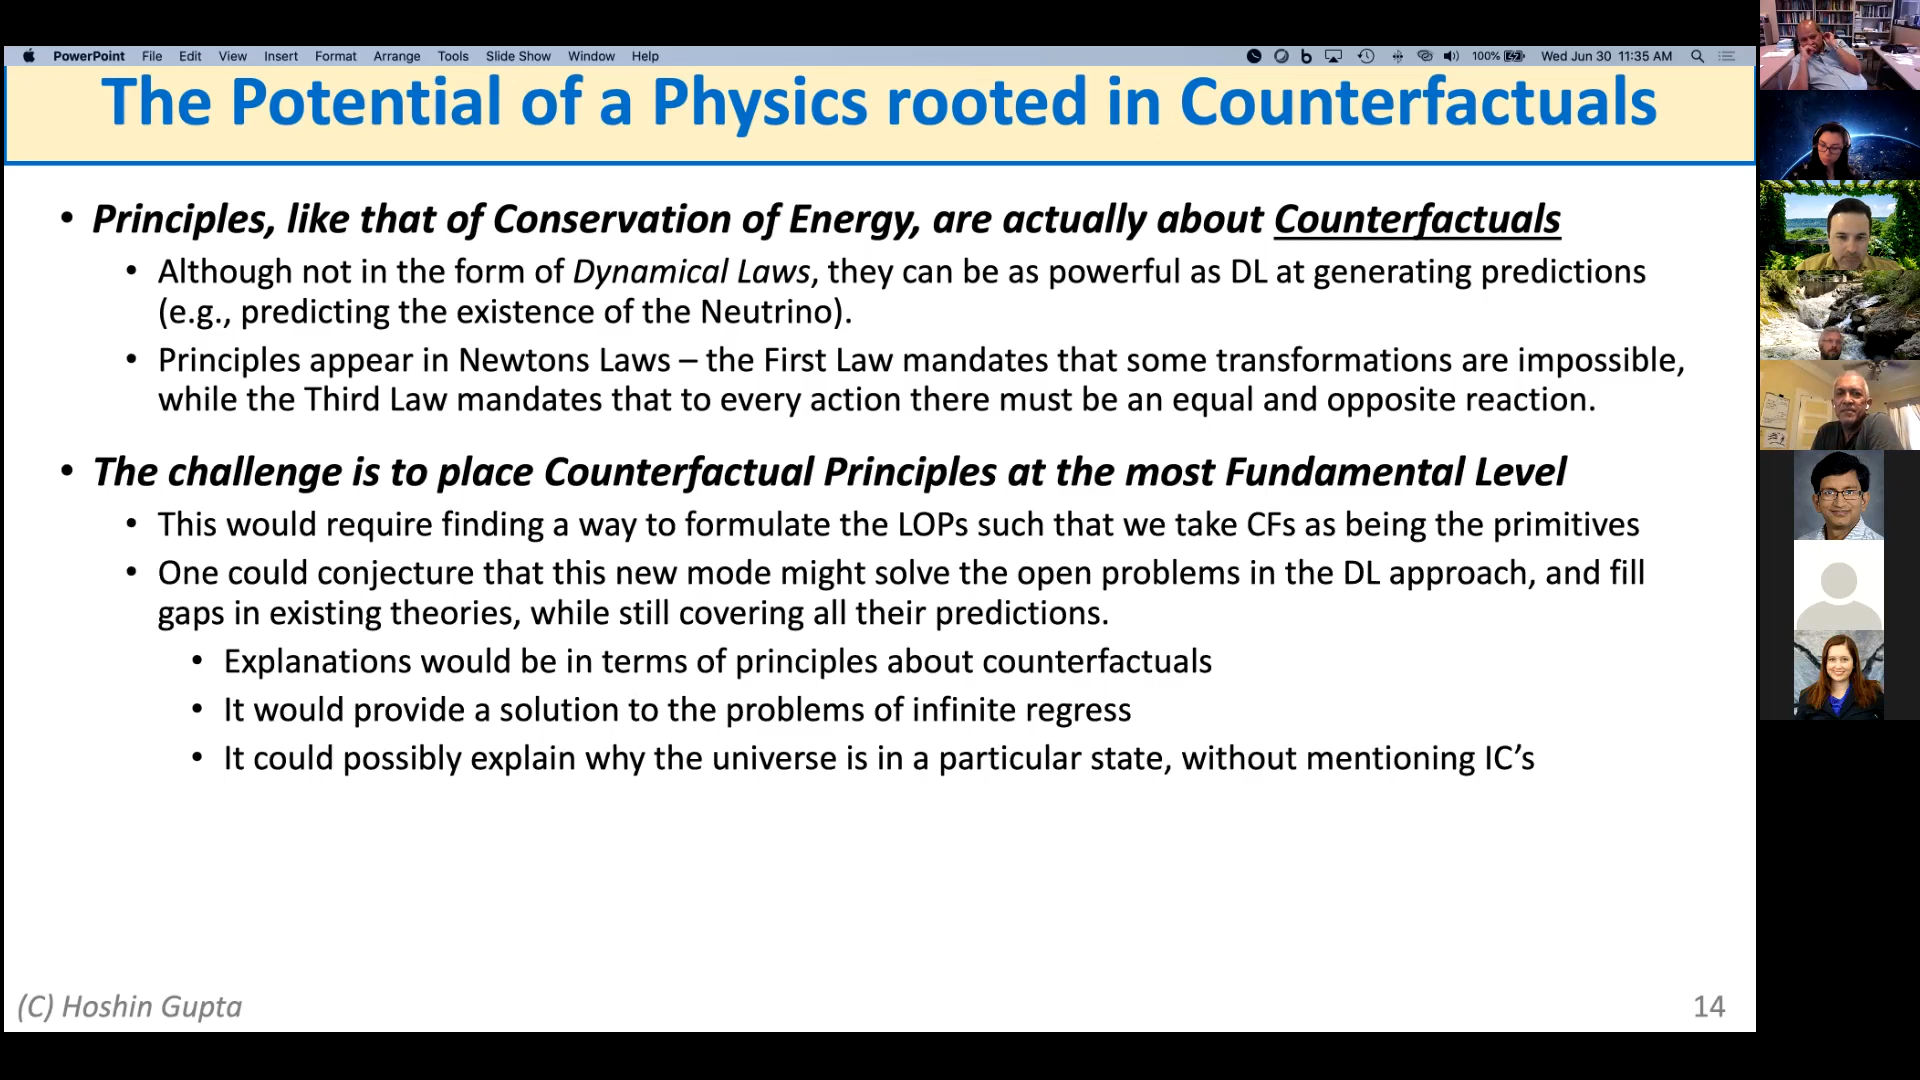 PowerPoint File Edit View Insert Format Arrange Tools Slide Show Window Help 100% Wed Jun 30 11:35 AM
The Potential of a Physics rooted in Counterfactuals
• Principles, like that of Conservation of Energy, are actually about Counterfactuals
• Although not in the form of Dynamical Laws, they can be as powerful as DL at generating predictions
(e.g., predicting the existence of the Neutrino).
• Principles appear in Newtons Laws – the First Law mandates that some transformations are impossible,
while the Third Law mandates that to every action there must be an equal and opposite reaction.
• The challenge is to place Counterfactual Principles at the most Fundamental Level
• This would require finding a way to formulate the LOPs such that we take CFs as being the primitives
• One could conjecture that this new mode might solve the open problems in the DL approach, and fill
gaps in existing theories, while still covering all their predictions.
• Explanations would be in terms of principles about counterfactuals
• It would provide a solution to the problems of infinite regress
• It could possibly explain why the universe is in a particular state, without mentioning IC’s
(C) Hoshin Gupta
14